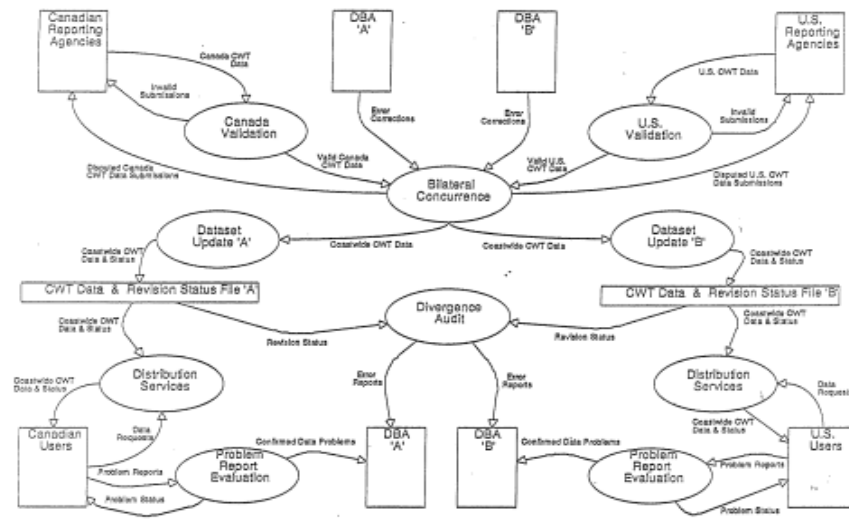 Canadian
Reporting
Agencies
DBA
'A'
DBA
'B'
U.S.
Reporting
Agencies
Canada CWT
Data
U.S. CWT Data
Invalid
Submissions
Invalid
Submissions
Canada
Validation
Error
Corrections
Error
Corrections
U.S.
Validation
Valid Canada
CWT Data
Valid U.S.
CWT Data
Disputed Canada
CWT Data Submissions
Disputed U.S. CWT
Data Submissions
Bilateral
Concurrence
Dataset
Update 'A'
Dataset
Update 'B'
Coastwide CWT Data
Coastwide CWT Data
Coastwide CWT
Data & Status
Coastwide CWT
Data & Status
CWT Data & Revision Status File 'A'
CWT Data & Revision Status File 'B'
Divergence
Audit
Coastwide CWT
Data & Status
Revision Status
Revision Status
Coastwide CWT
Data & Status
Distribution
Services
Distribution
Services
Error
Reports
Error
Reports
Coastwide CWT
Data & Status
Data
Requests
Data
Requests
Coastwide CWT
Data & Status
Canadian
Users
DBA
'A'
DBA
'B'
U.S.
Users
Confirmed Data Problems
Confirmed Data Problems
Problem
Report
Evaluation
Problem
Report
Evaluation
Problem Reports
Problem Reports
Problem Status
Problem Status